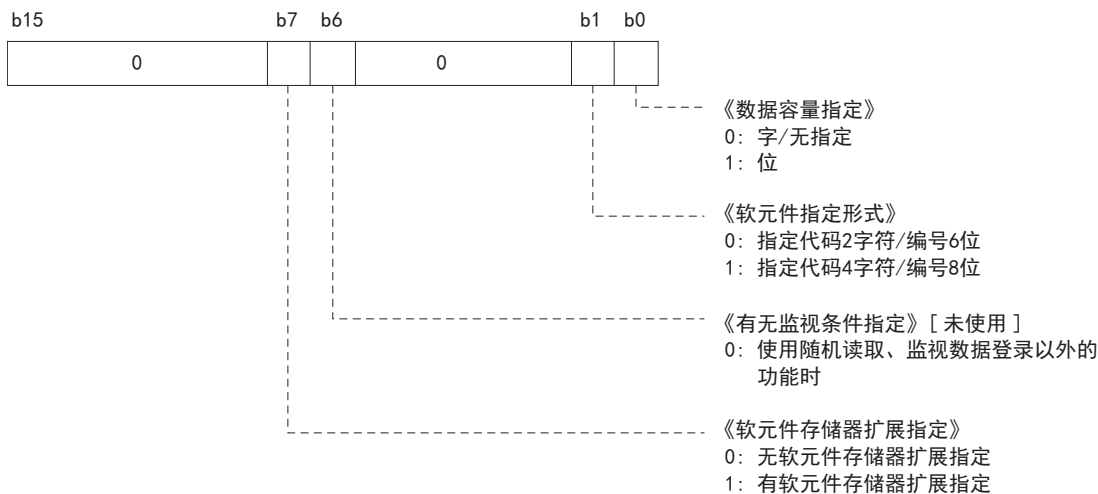 b15 b7 b6 b1 b0
0 0
《数据容量指定》
0: 字/无指定
1: 位
《软元件指定形式》
0: 指定代码2字符/编号6位
1: 指定代码4字符/编号8位
《有无监视条件指定》[ 未使用 ]
0: 使用随机读取、监视数据登录以外的
功能时
《软元件存储器扩展指定》
0: 无软元件存储器扩展指定
1: 有软元件存储器扩展指定